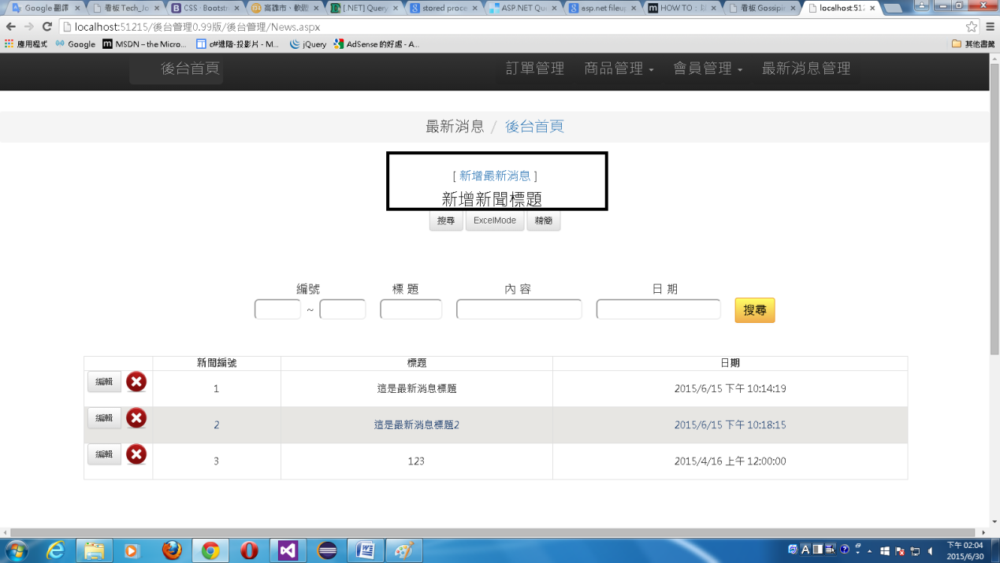 Google 翻譯
看板 Tech_Jo
CSS · Bootstr
高雄市、軟體
[.NET] Query
stored proce
ASP.NET Que
asp.net fileup
HOW TO：以
看板 Gossipin
localhost:512
localhost:51215/後台管理0.99版/後台管理/News.aspx
應用程式 Google MSDN – the Micro... c#進階-投影片 - M... jQuery AdSense 的好處 - A... 其他書籤
後台首頁 訂單管理 商品管理 會員管理 最新消息管理
最新消息 / 後台首頁
[ 新增最新消息 ]
新增新聞標題
搜尋 ExcelMode 精簡
編號 標 題 內 容 日 期
~ 搜尋
新聞編號 標題 日期
編輯 1 這是最新消息標題 2015/6/15 下午 10:14:19
編輯 2 這是最新消息標題2 2015/6/15 下午 10:18:15
編輯 3 123 2015/4/16 上午 12:00:00
A
下午 02:04
2015/6/30